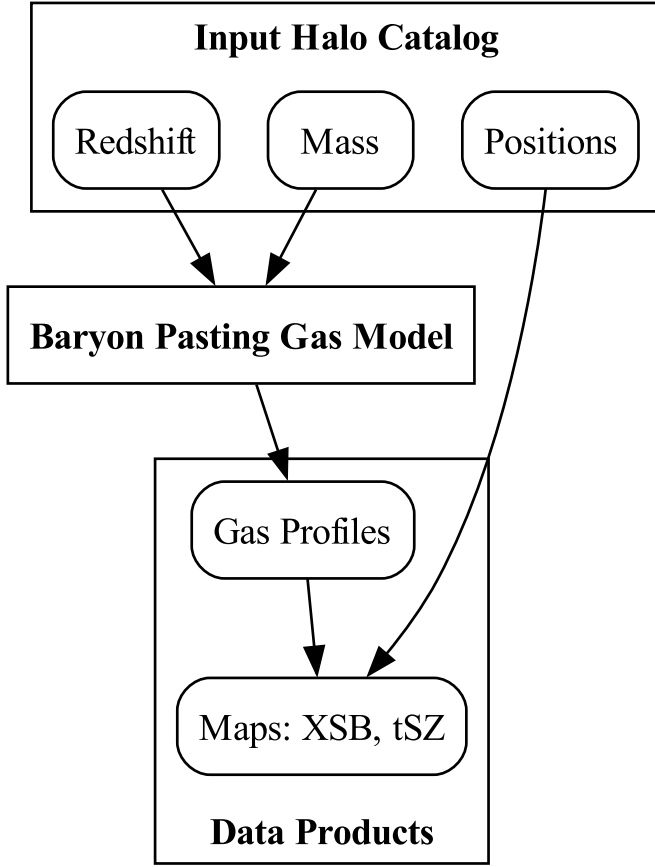 Input Halo Catalog
Redshift
Mass
Positions
Baryon Pasting Gas Model
Gas Profiles
Maps: XSB, tSZ
Data Products